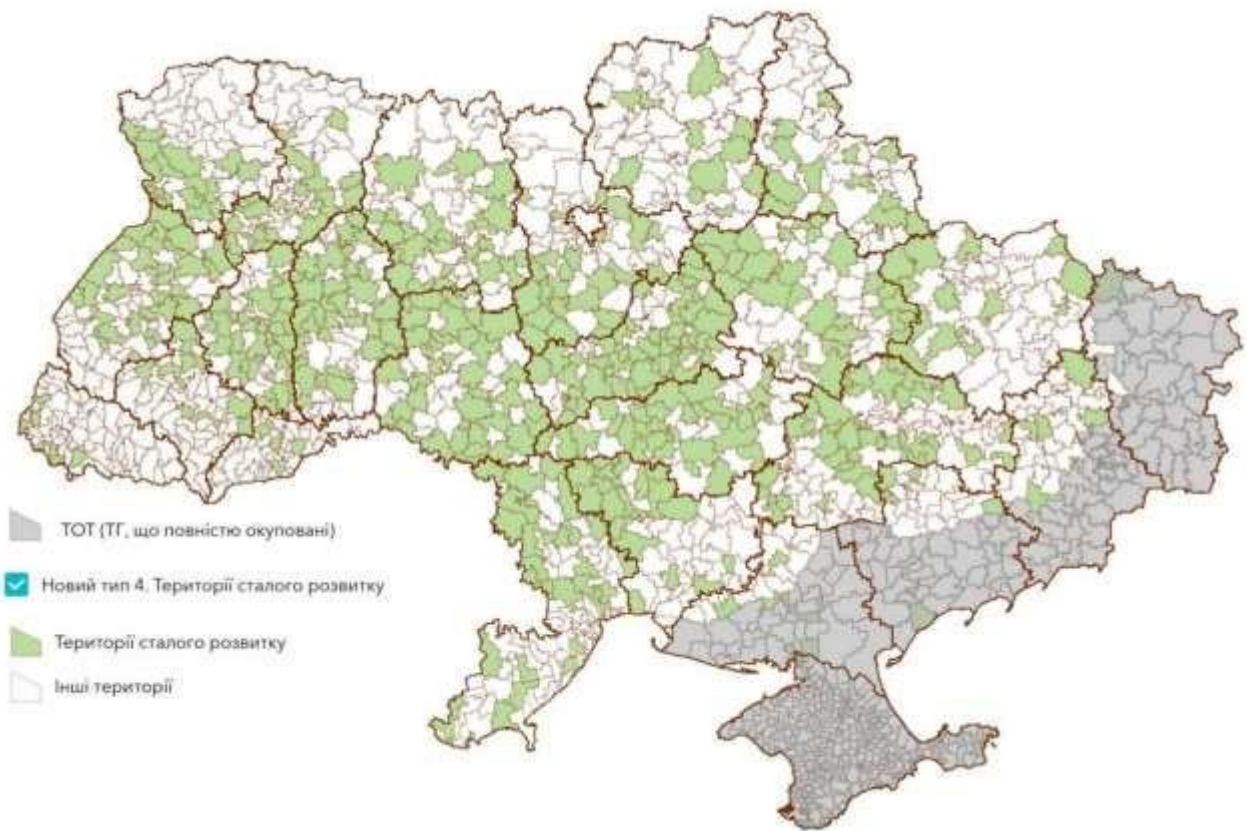 ТОТ (ТГ, що повністю окуповані)
Новий тип 4. Території сталого розвитку
Території сталого розвитку
Інші території